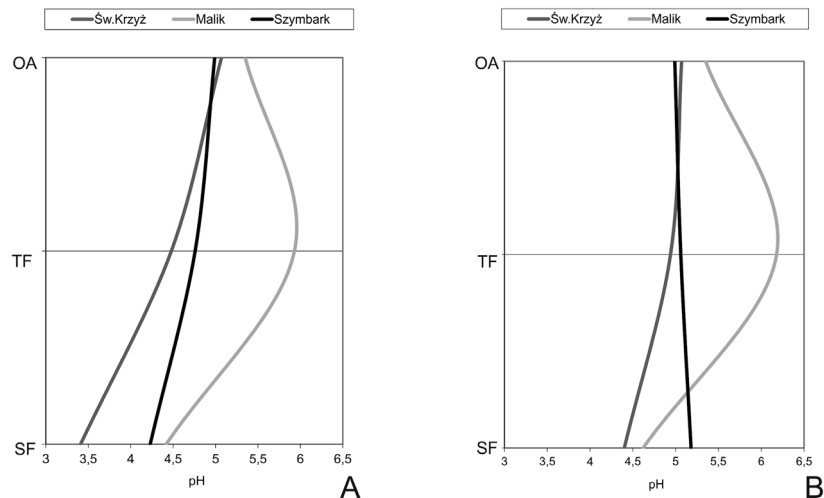 Św.Krzyż Malik Szymbark
OA
TF
SF
3 3,5 4 4,5 5 5,5 6 6,5
pH
A
Św.Krzyż Malik Szymbark
OA
TF
SF
3 3,5 4 4,5 5 5,5 6 6,5
pH
B